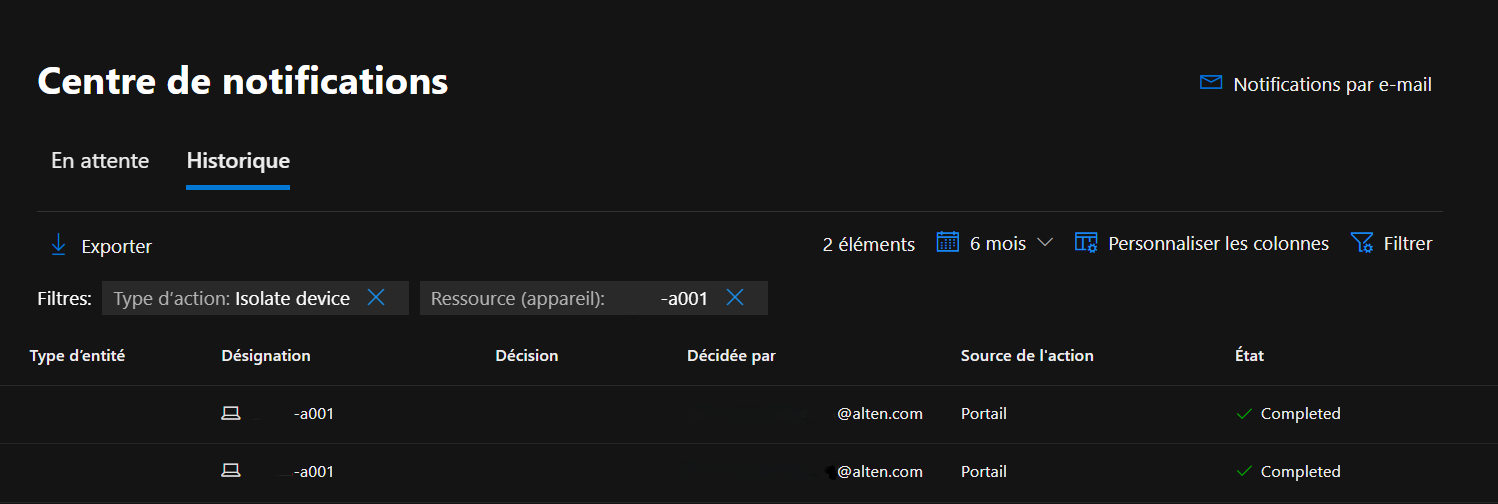 Centre de notifications
Notifications par e-mail
En attente Historique
Exporter 2 éléments 6 mois Personnaliser les colonnes Filtrer
Filtres: Type d'action: Isolate device Ressource (appareil): -a001
Type d'entité Désignation Décision Décidée par Source de l'action État
-a001 @alten.com Portail Completed
-a001 @alten.com Portail Completed